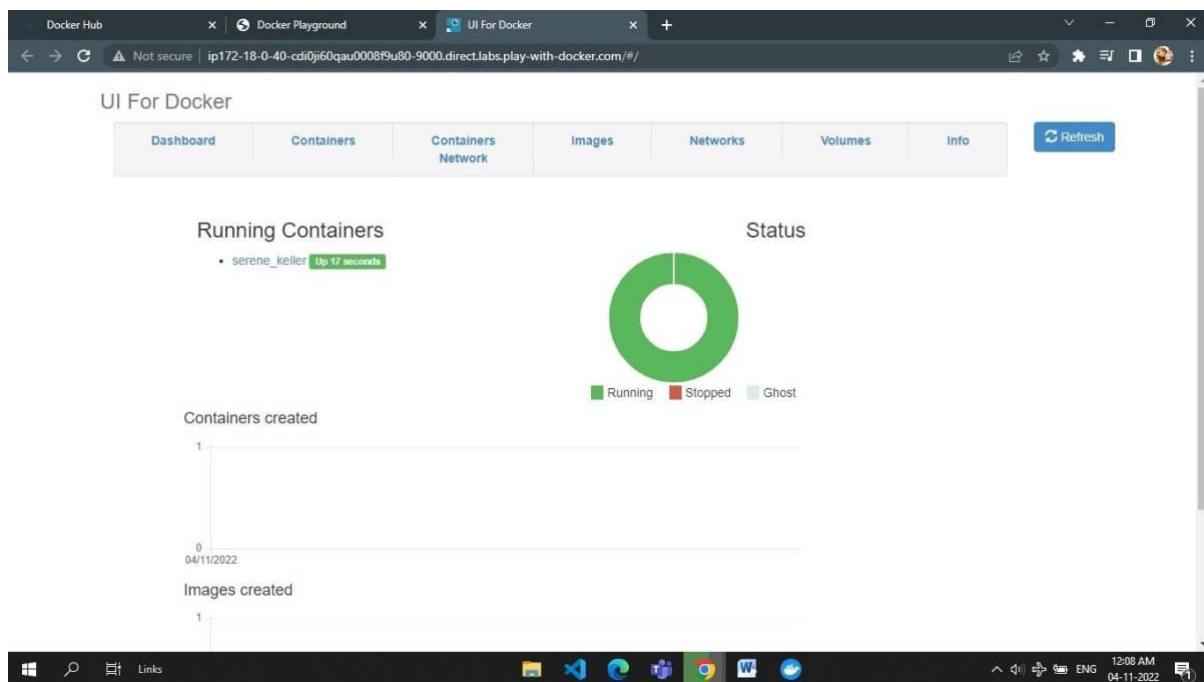 Docker Hub
Docker Playground
UI For Docker
Not secure | ip172-18-0-40-cdi0ji60qau0008f9u80-9000.direct.labs.play-with-docker.com/#/
UI For Docker
Dashboard
Containers
Containers
Network
Images
Networks
Volumes
Info
Refresh
Running Containers
serene_keller Up 17 seconds
Status
Running Stopped Ghost
Containers created
1
0
04/11/2022
Images created
1
Links
ENG
12:08 AM
04-11-2022
1